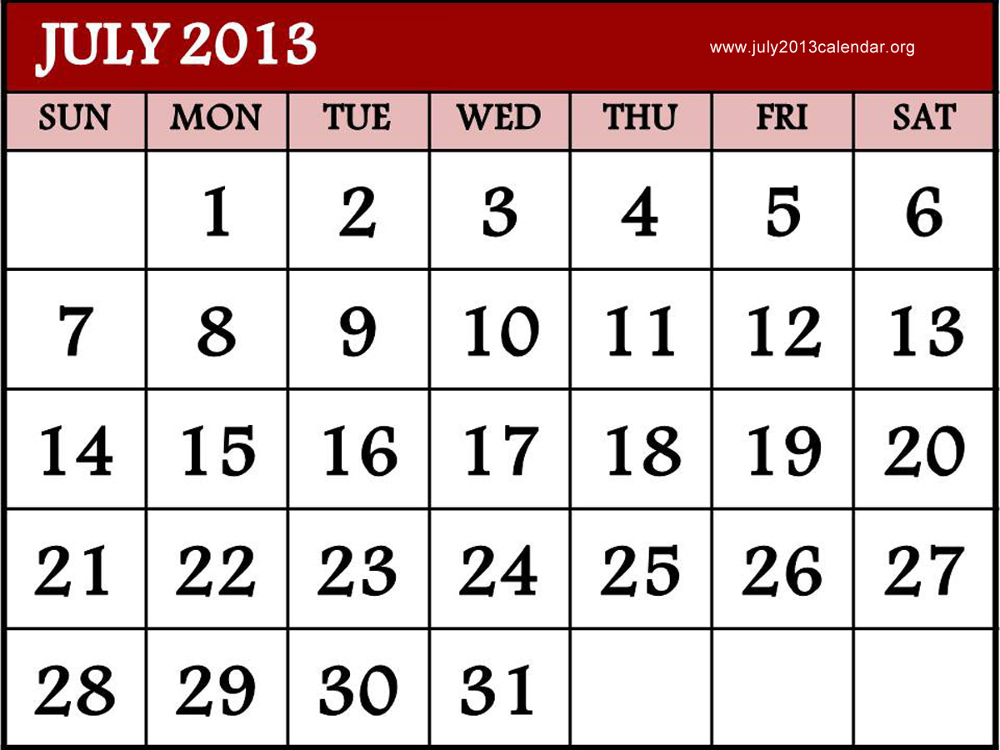 JULY 2013 www.july2013calendar.org
SUN MON TUE WED THU FRI SAT
1 2 3 4 5 6
7 8 9 10 11 12 13
14 15 16 17 18 19 20
21 22 23 24 25 26 27
28 29 30 31